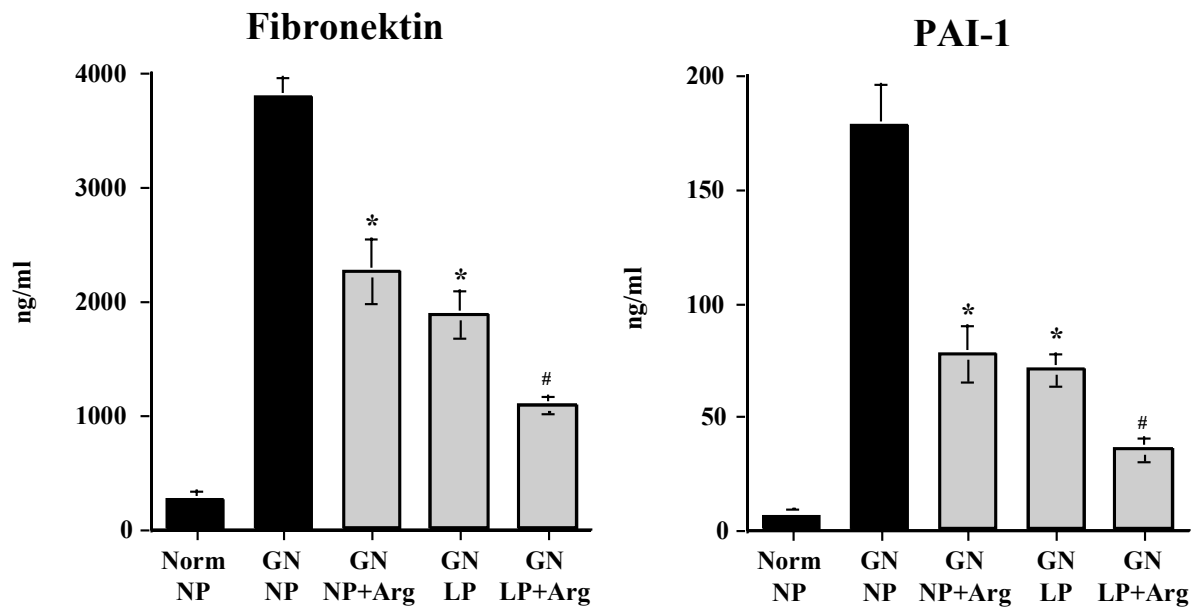 Fibronektin
4000
3000
2000
1000
0
ng/ml
*
*
#
Norm GN GN GN GN
NP NP NP+Arg LP LP+Arg
PAI-1
200
150
100
50
0
ng/ml
*
*
#
Norm GN GN GN GN
NP NP NP+Arg LP LP+Arg